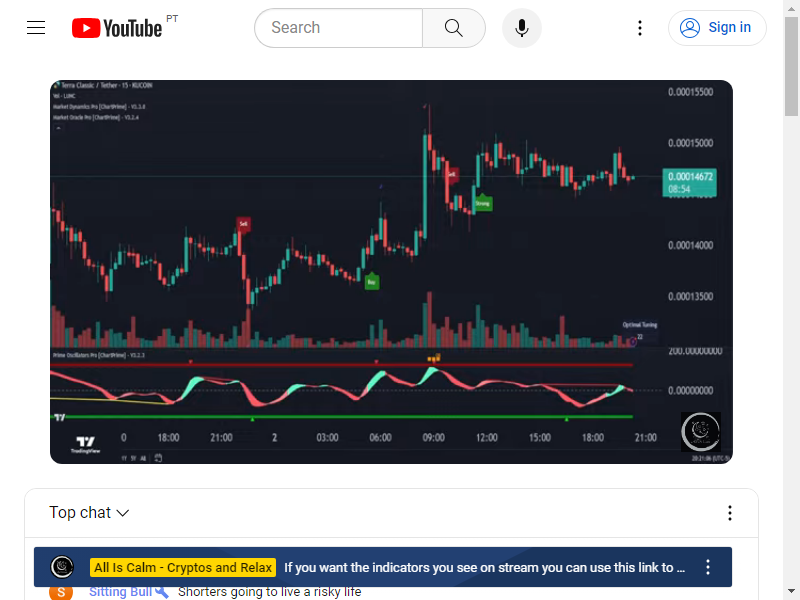 YouTube PT
Search
Sign in
Terra Classic / Tether · 15 · KUCOIN
Vol · LUNC
Market Dynamics Pro [ChartPrime] - V3.3.8
Market Oracle Pro [ChartPrime] - V3.2.4
0.00015500
0.00015000
0.00014672
08:54
0.00014000
0.00013500
Sell
Sell
Strong
Buy
Optimal Tuning
22
Prime Oscillators Pro [ChartPrime] - V3.2.3
200.00000000
0.00000000
0 18:00 21:00 2 03:00 06:00 09:00 12:00 15:00 18:00 21:00
TradingView
1Y 5Y All
Top chat
All Is Calm - Cryptos and Relax If you want the indicators you see on stream you can use this link to ...
S Sitting Bull Shorters going to live a risky life